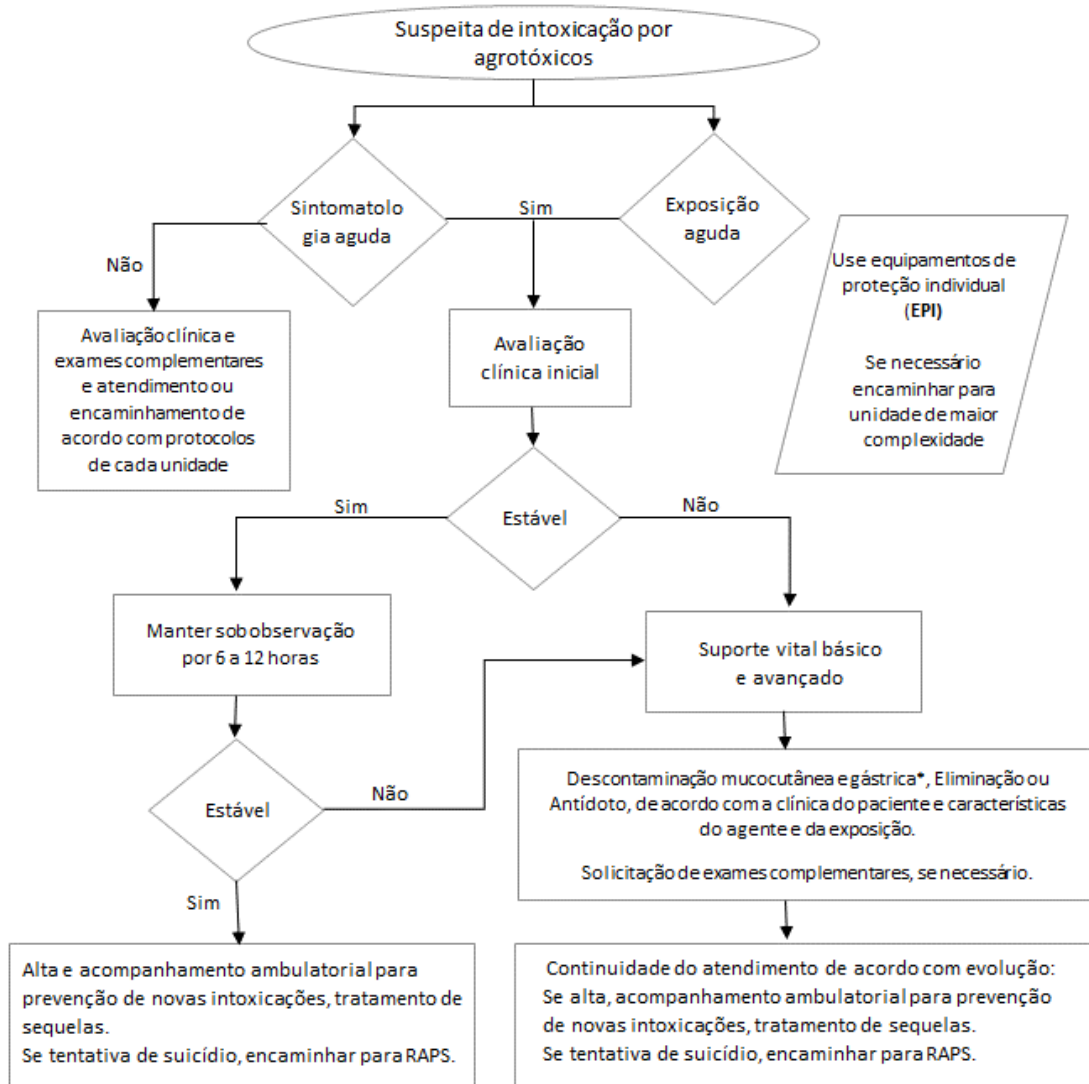 Suspeita de intoxicação por
agrotóxicos
Sintomatolo
gia aguda
Sim
Exposição
aguda
Não
Use equipamentos de
proteção individual
(EPI)
Se necessário
encaminhar para
unidade de maior
complexidade
Avaliação clínica e
exames complementares
e atendimento ou
encaminhamento de
acordo com protocolos
de cada unidade
Avaliação
clínica inicial
Sim
Estável
Não
Manter sob observação
por 6 a 12 horas
Suporte vital básico
e avançado
Estável
Não
Descontaminação mucocutânea e gástrica*, Eliminação ou
Antídoto, de acordo com a clínica do paciente e características
do agente e da exposição.
Solicitação de exames complementares, se necessário.
Sim
Alta e acompanhamento ambulatorial para
prevenção de novas intoxicações, tratamento de
sequelas.
Se tentativa de suicídio, encaminhar para RAPS.
Continuidade do atendimento de acordo com evolução:
Se alta, acompanhamento ambulatorial para prevenção
de novas intoxicações, tratamento de sequelas.
Se tentativa de suicídio, encaminhar para RAPS.